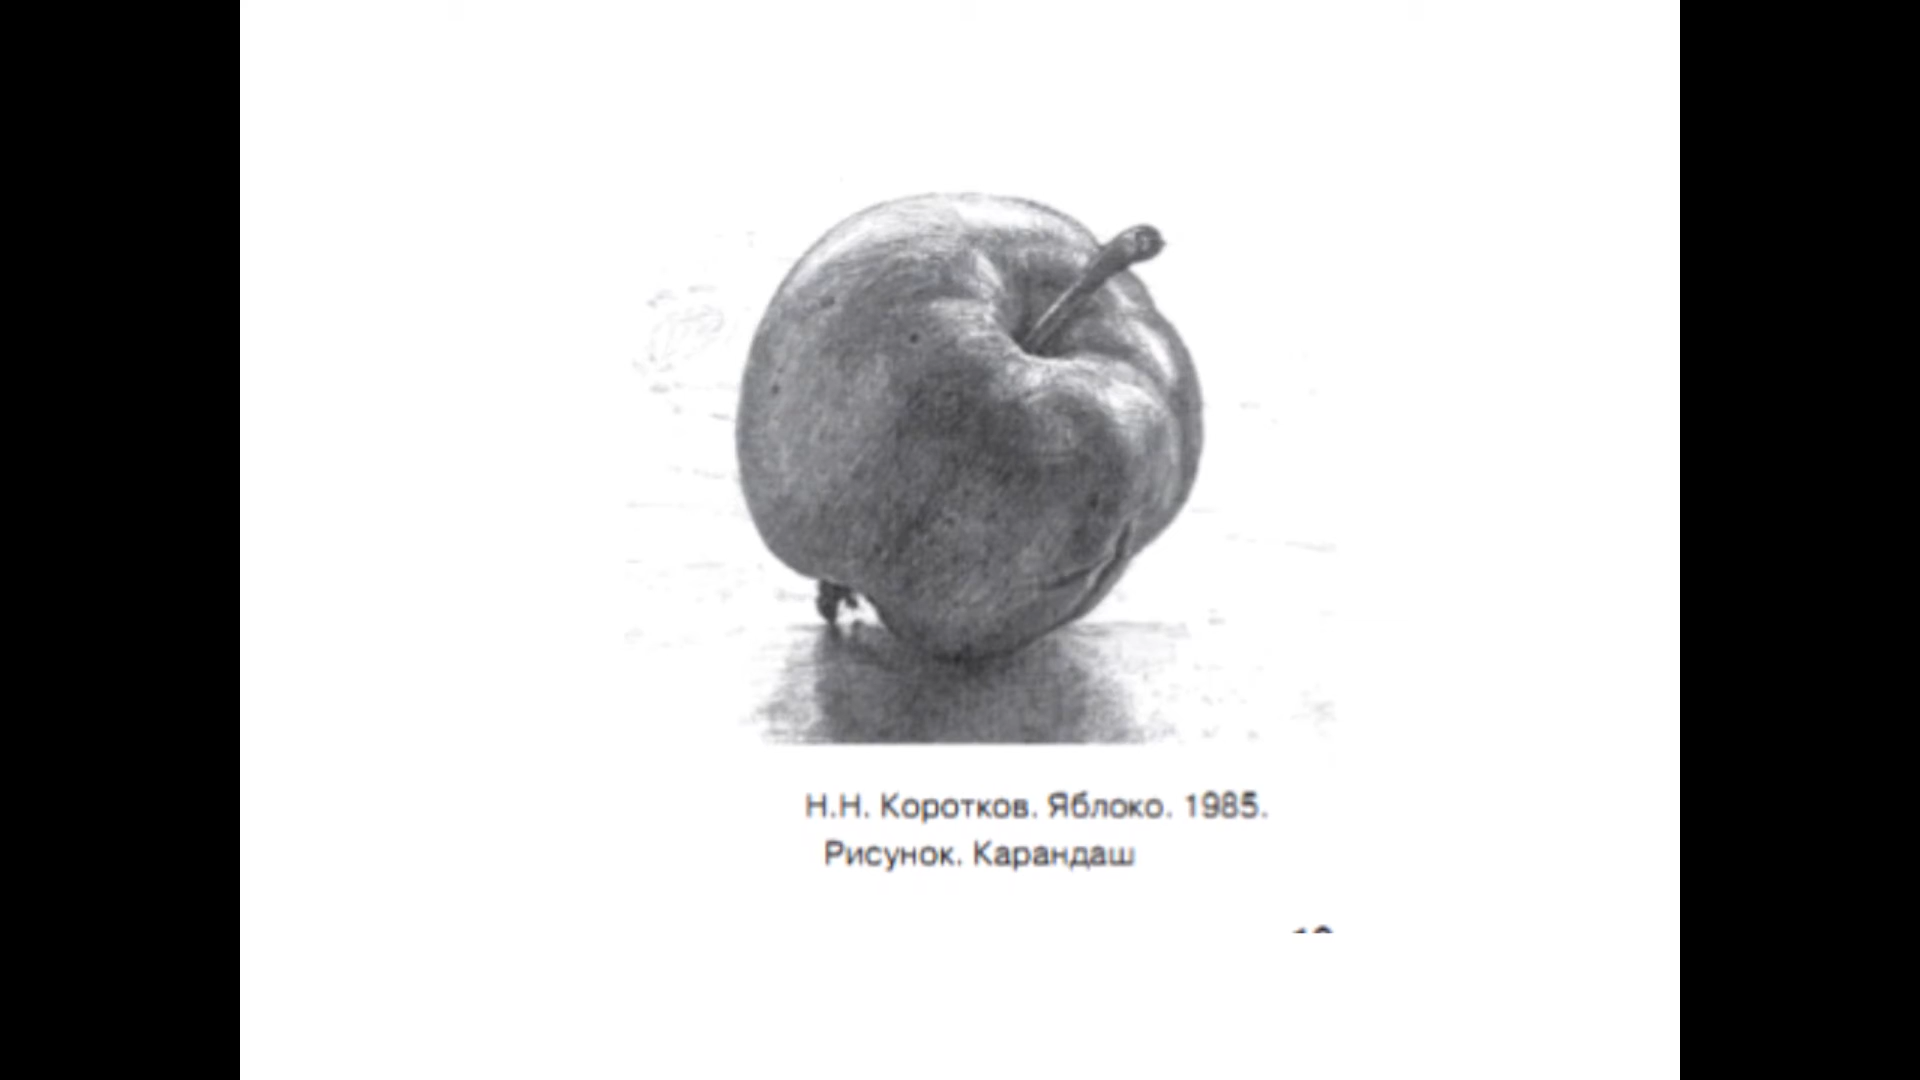 Н.Н. Коротков. Яблоко. 1985.
Рисунок. Карандаш